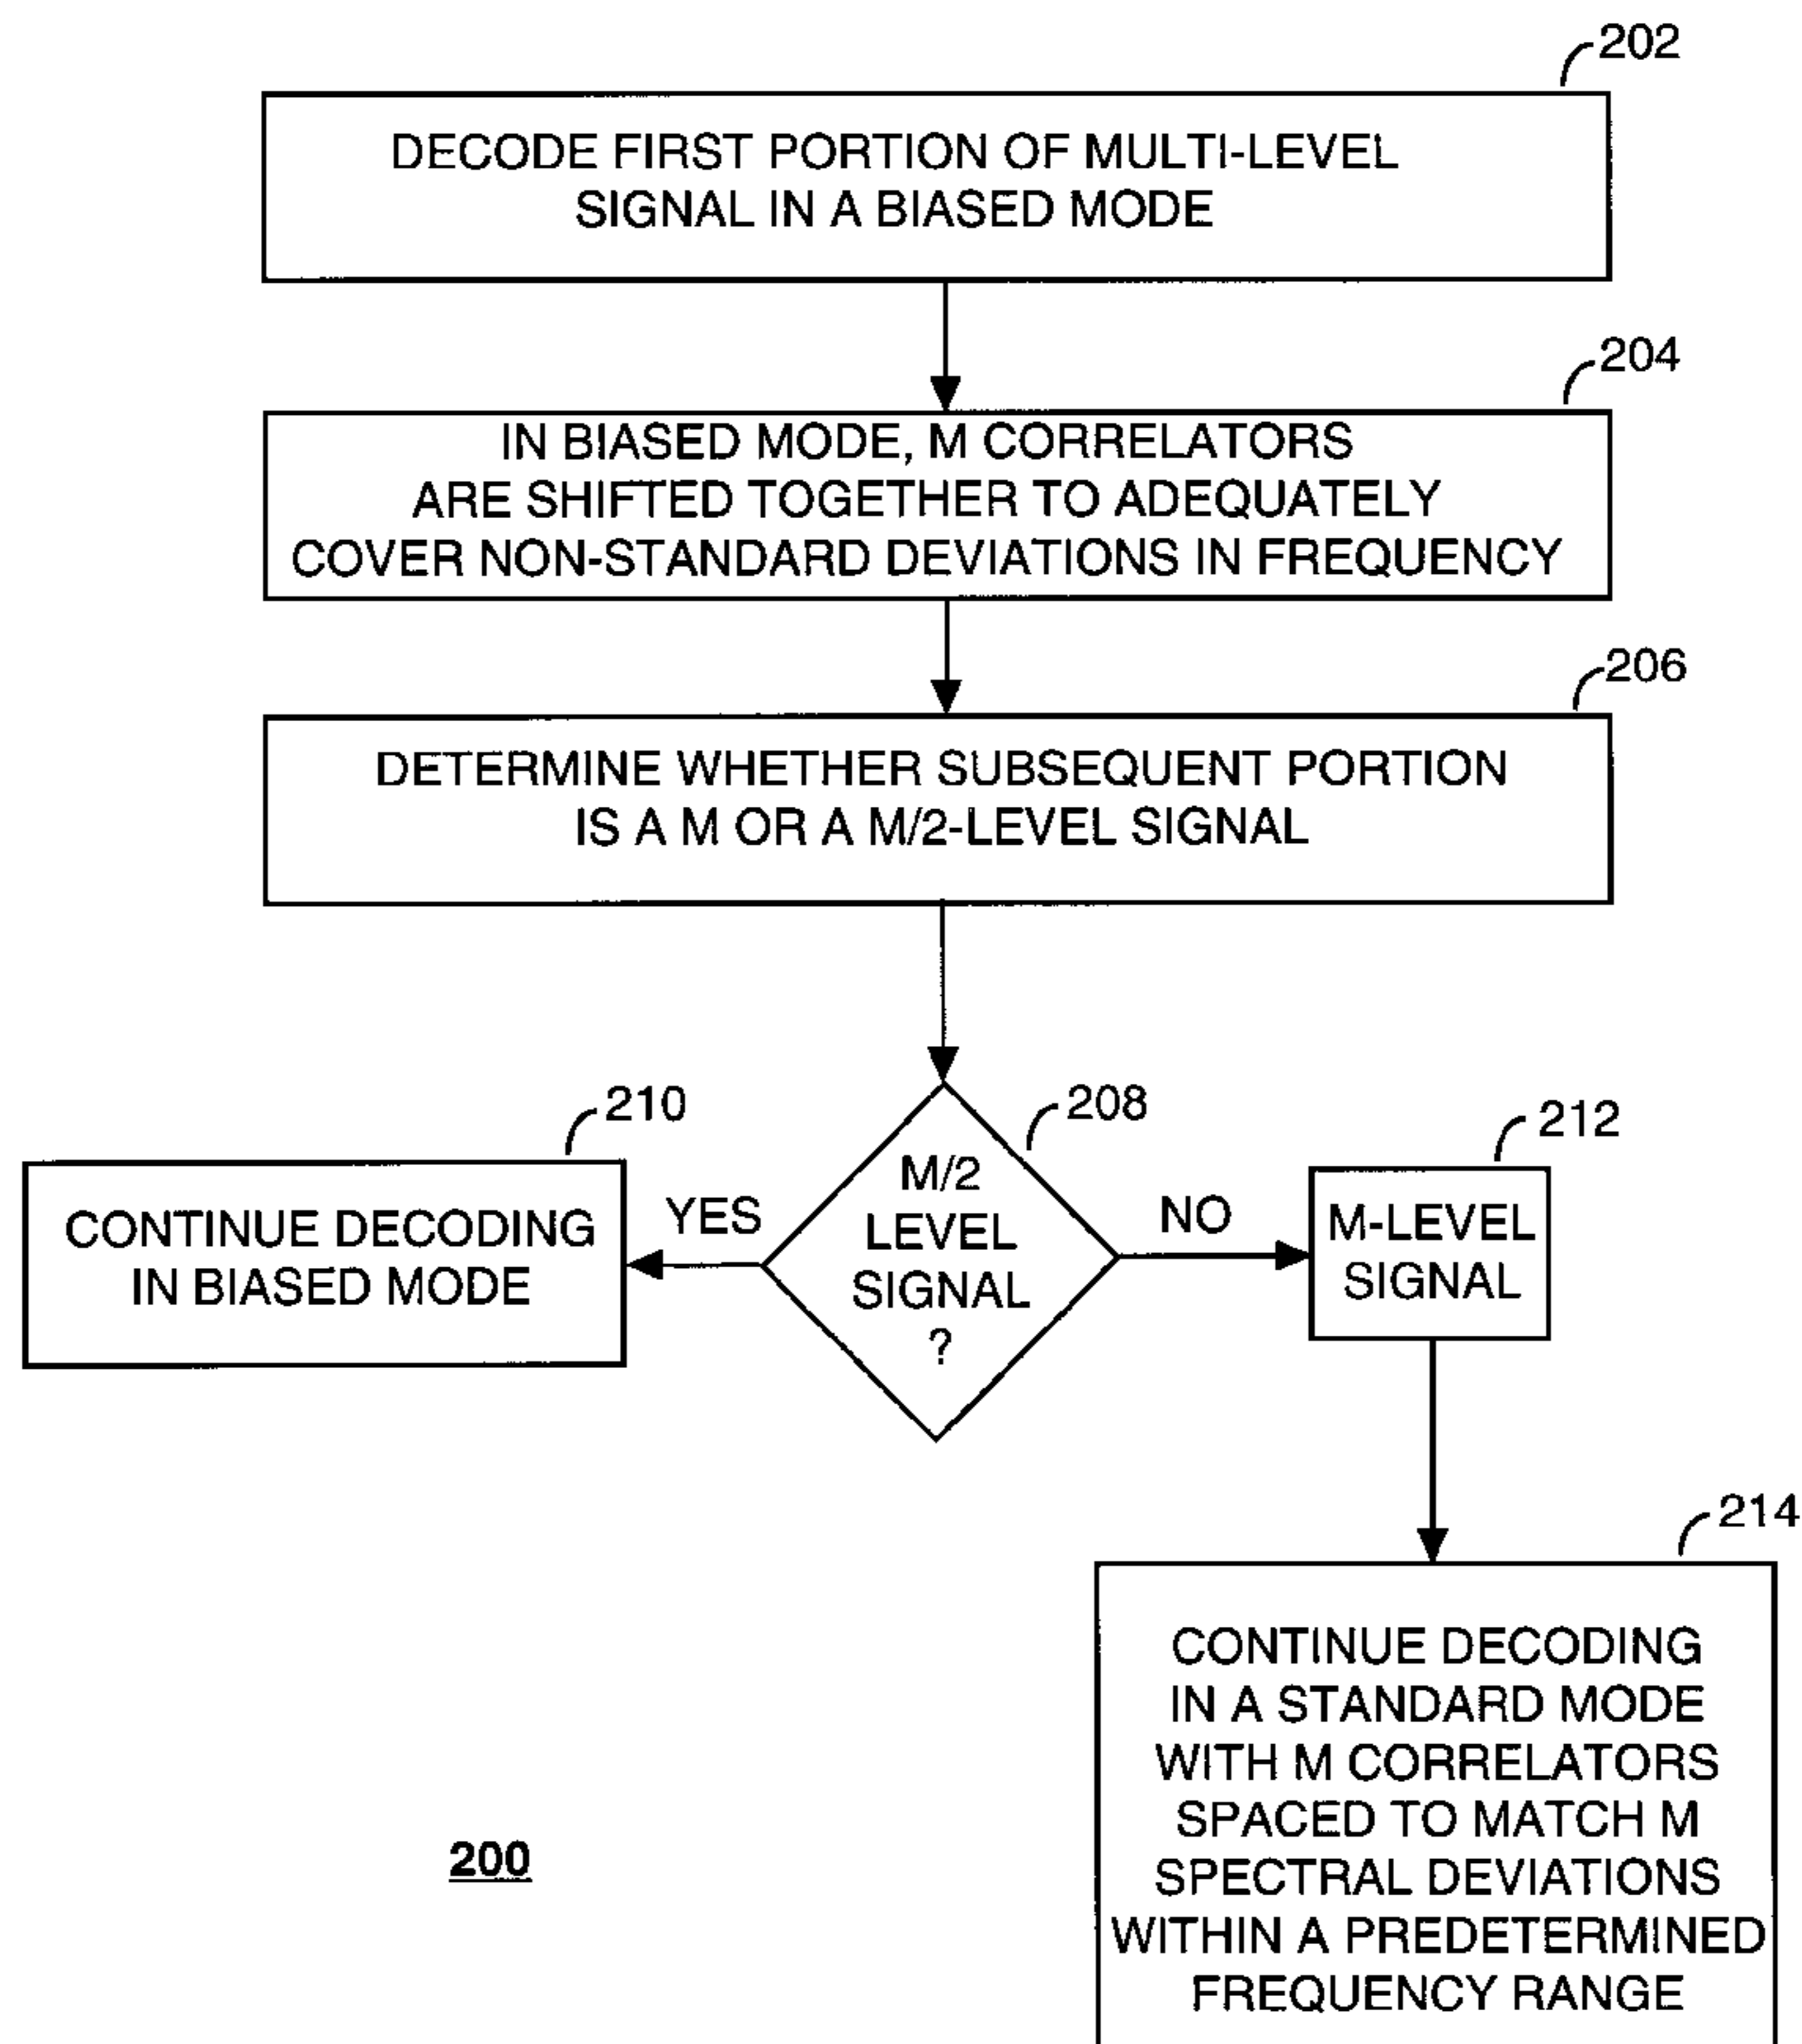 202
DECODE FIRST PORTION OF MULTI-LEVEL
SIGNAL IN A BIASED MODE
204
IN BIASED MODE, M CORRELATORS
ARE SHIFTED TOGETHER TO ADEQUATELY
COVER NON-STANDARD DEVIATIONS IN FREQUENCY
206
DETERMINE WHETHER SUBSEQUENT PORTION
IS A M OR A M/2-LEVEL SIGNAL
210
CONTINUE DECODING
IN BIASED MODE
YES
208
M/2
LEVEL
SIGNAL
?
NO
212
M-LEVEL
SIGNAL
214
CONTINUE DECODING
IN A STANDARD MODE
WITH M CORRELATORS
SPACED TO MATCH M
SPECTRAL DEVIATIONS
WITHIN A PREDETERMINED
FREQUENCY RANGE
200